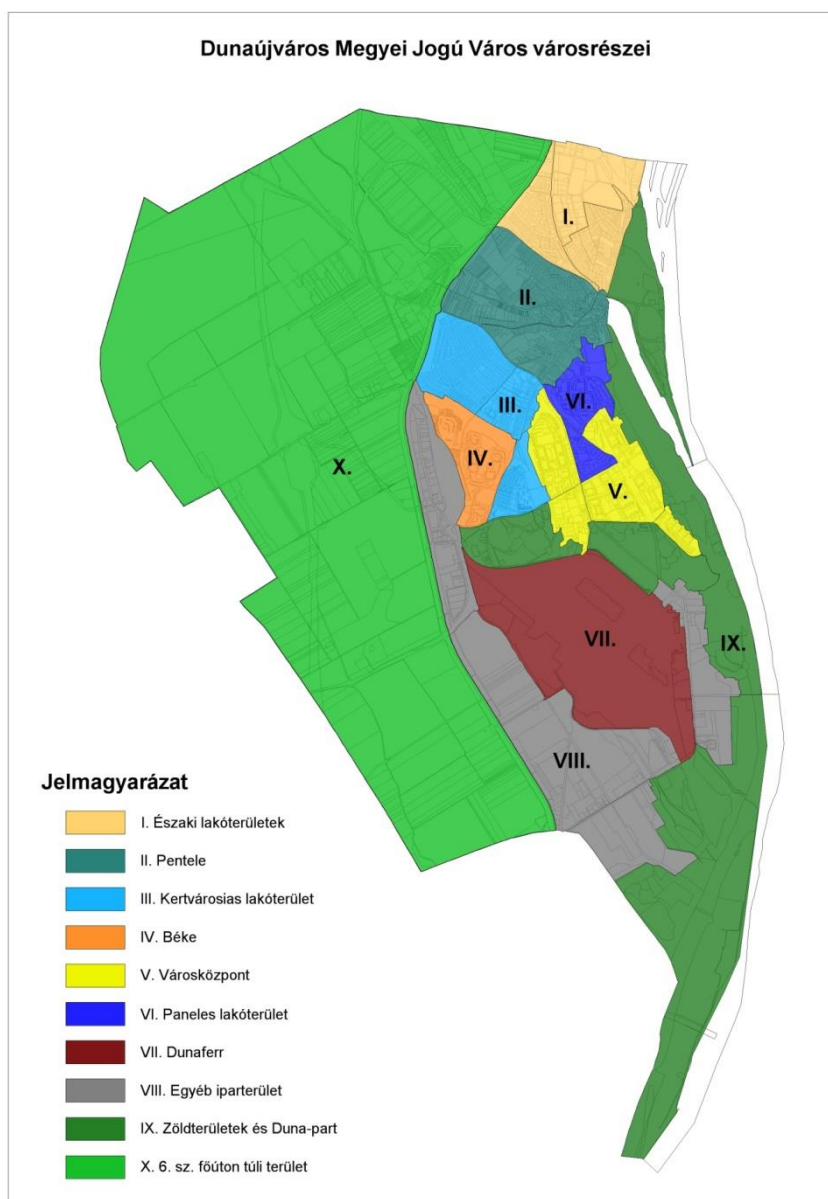 Dunaújváros Megyei Jogú Város városrészei
I.
II.
III.
VI.
IV.
X.
V.
VII.
IX.
VIII.
Jelmagyarázat
I. Északi lakóterületek
II. Pentele
III. Kertvárosias lakóterület
IV. Béke
V. Városközpont
VI. Paneles lakóterület
VII. Dunaferr
VIII. Egyéb iparterület
IX. Zöldterületek és Duna-part
X. 6. sz. főúton túli terület